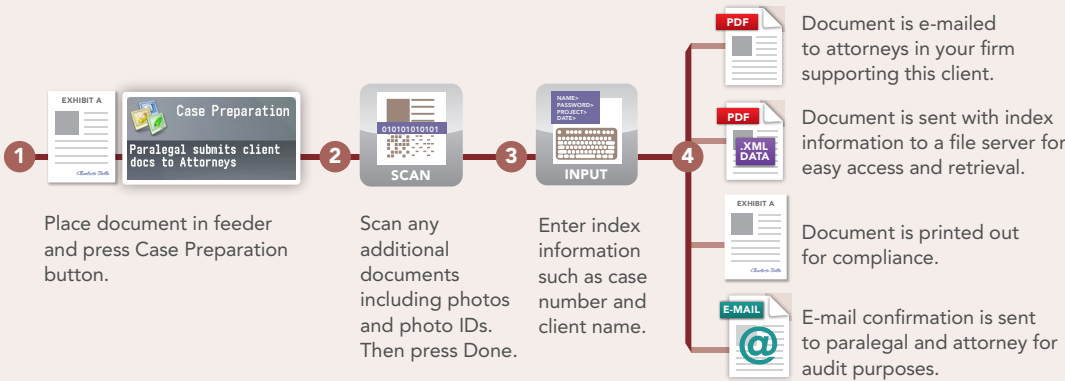 1
EXHIBIT A
Charlotte Bello
Case Preparation
Paralegal submits client
docs to Attorneys
Place document in feeder
and press Case Preparation
button.
2
010101010101
SCAN
Scan any
additional
documents
including photos
and photo IDs.
Then press Done.
3
NAME>
PASSWORD>
PROJECT>
DATE>
INPUT
Enter index
information
such as case
number and
client name.
4
PDF
Document is e-mailed
to attorneys in your firm
supporting this client.
PDF
.XML
DATA
Document is sent with index
information to a file server for
easy access and retrieval.
EXHIBIT A
Document is printed out
for compliance.
E-MAIL
@
E-mail confirmation is sent
to paralegal and attorney for
audit purposes.